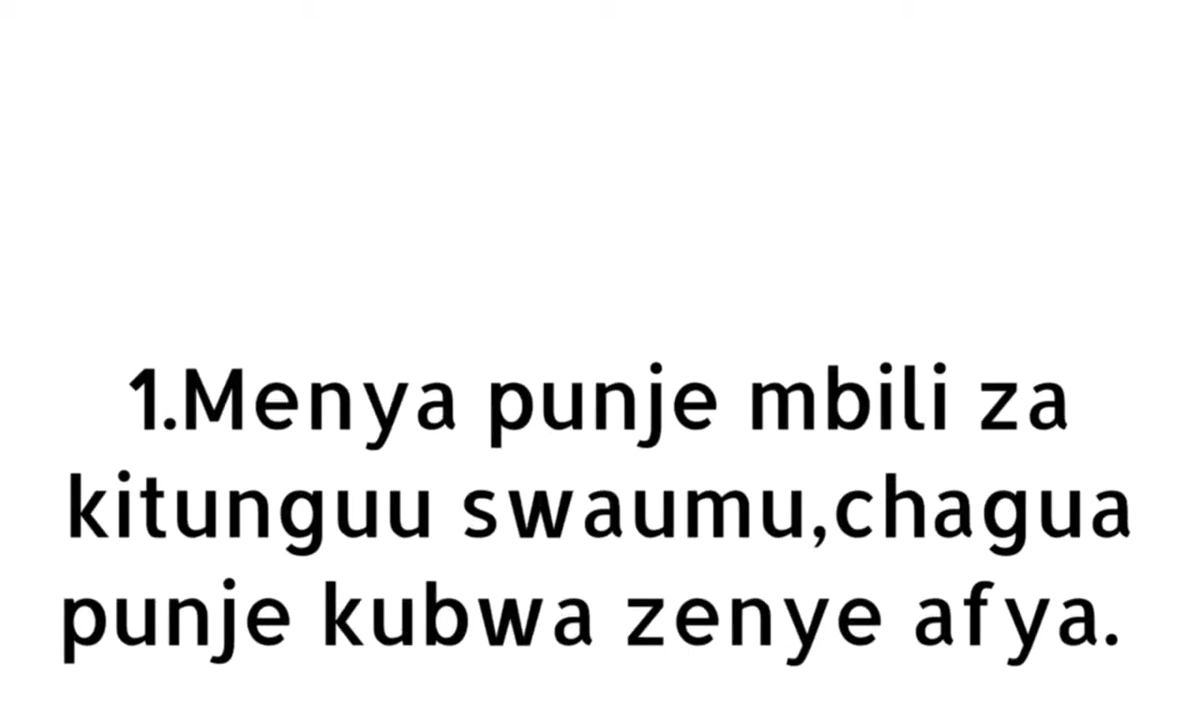 1.Menya punje mbili za
kitunguu swaumu,chagua
punje kubwa zenye afya.